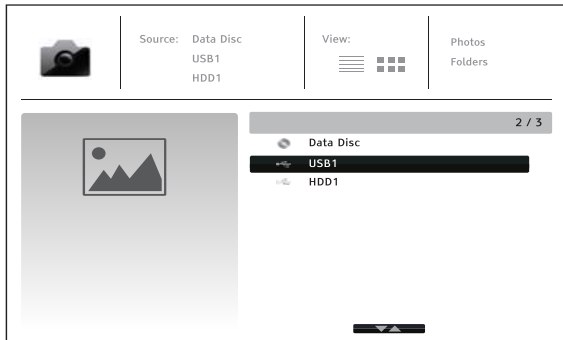 Source: Data Disc
USB1
HDD1
View:
Photos
Folders
2 / 3
Data Disc
USB1
HDD1